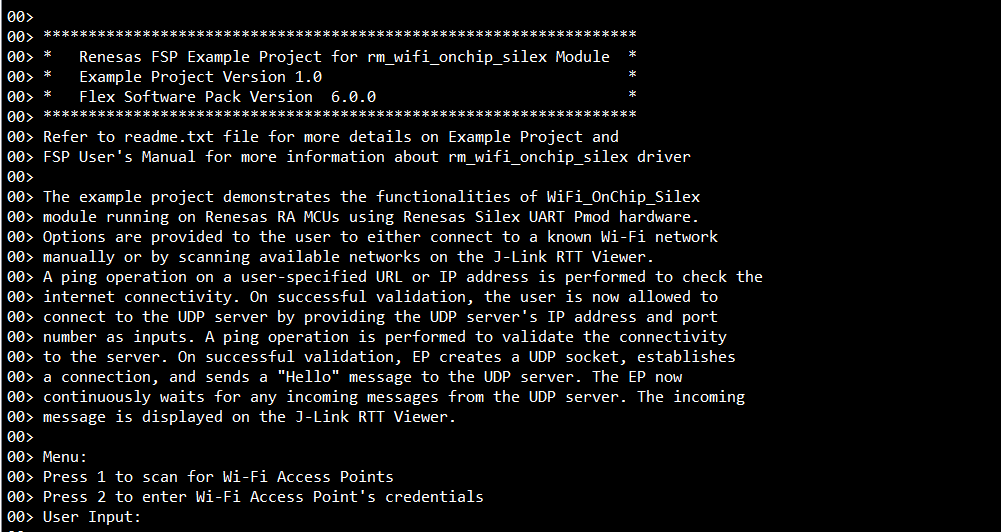 00>
00> ******************************************************************
00> *   Renesas FSP Example Project for rm_wifi_onchip_silex Module  *
00> *   Example Project Version 1.0                                  *
00> *   Flex Software Pack Version  6.0.0                            *
00> ******************************************************************
00> Refer to readme.txt file for more details on Example Project and
00> FSP User's Manual for more information about rm_wifi_onchip_silex driver
00>
00> The example project demonstrates the functionalities of WiFi_OnChip_Silex
00> module running on Renesas RA MCUs using Renesas Silex UART Pmod hardware.
00> Options are provided to the user to either connect to a known Wi-Fi network
00> manually or by scanning available networks on the J-Link RTT Viewer.
00> A ping operation on a user-specified URL or IP address is performed to check the
00> internet connectivity. On successful validation, the user is now allowed to
00> connect to the UDP server by providing the UDP server's IP address and port
00> number as inputs. A ping operation is performed to validate the connectivity
00> to the server. On successful validation, EP creates a UDP socket, establishes
00> a connection, and sends a "Hello" message to the UDP server. The EP now
00> continuously waits for any incoming messages from the UDP server. The incoming
00> message is displayed on the J-Link RTT Viewer.
00>
00> Menu:
00> Press 1 to scan for Wi-Fi Access Points
00> Press 2 to enter Wi-Fi Access Point's credentials
00> User Input: